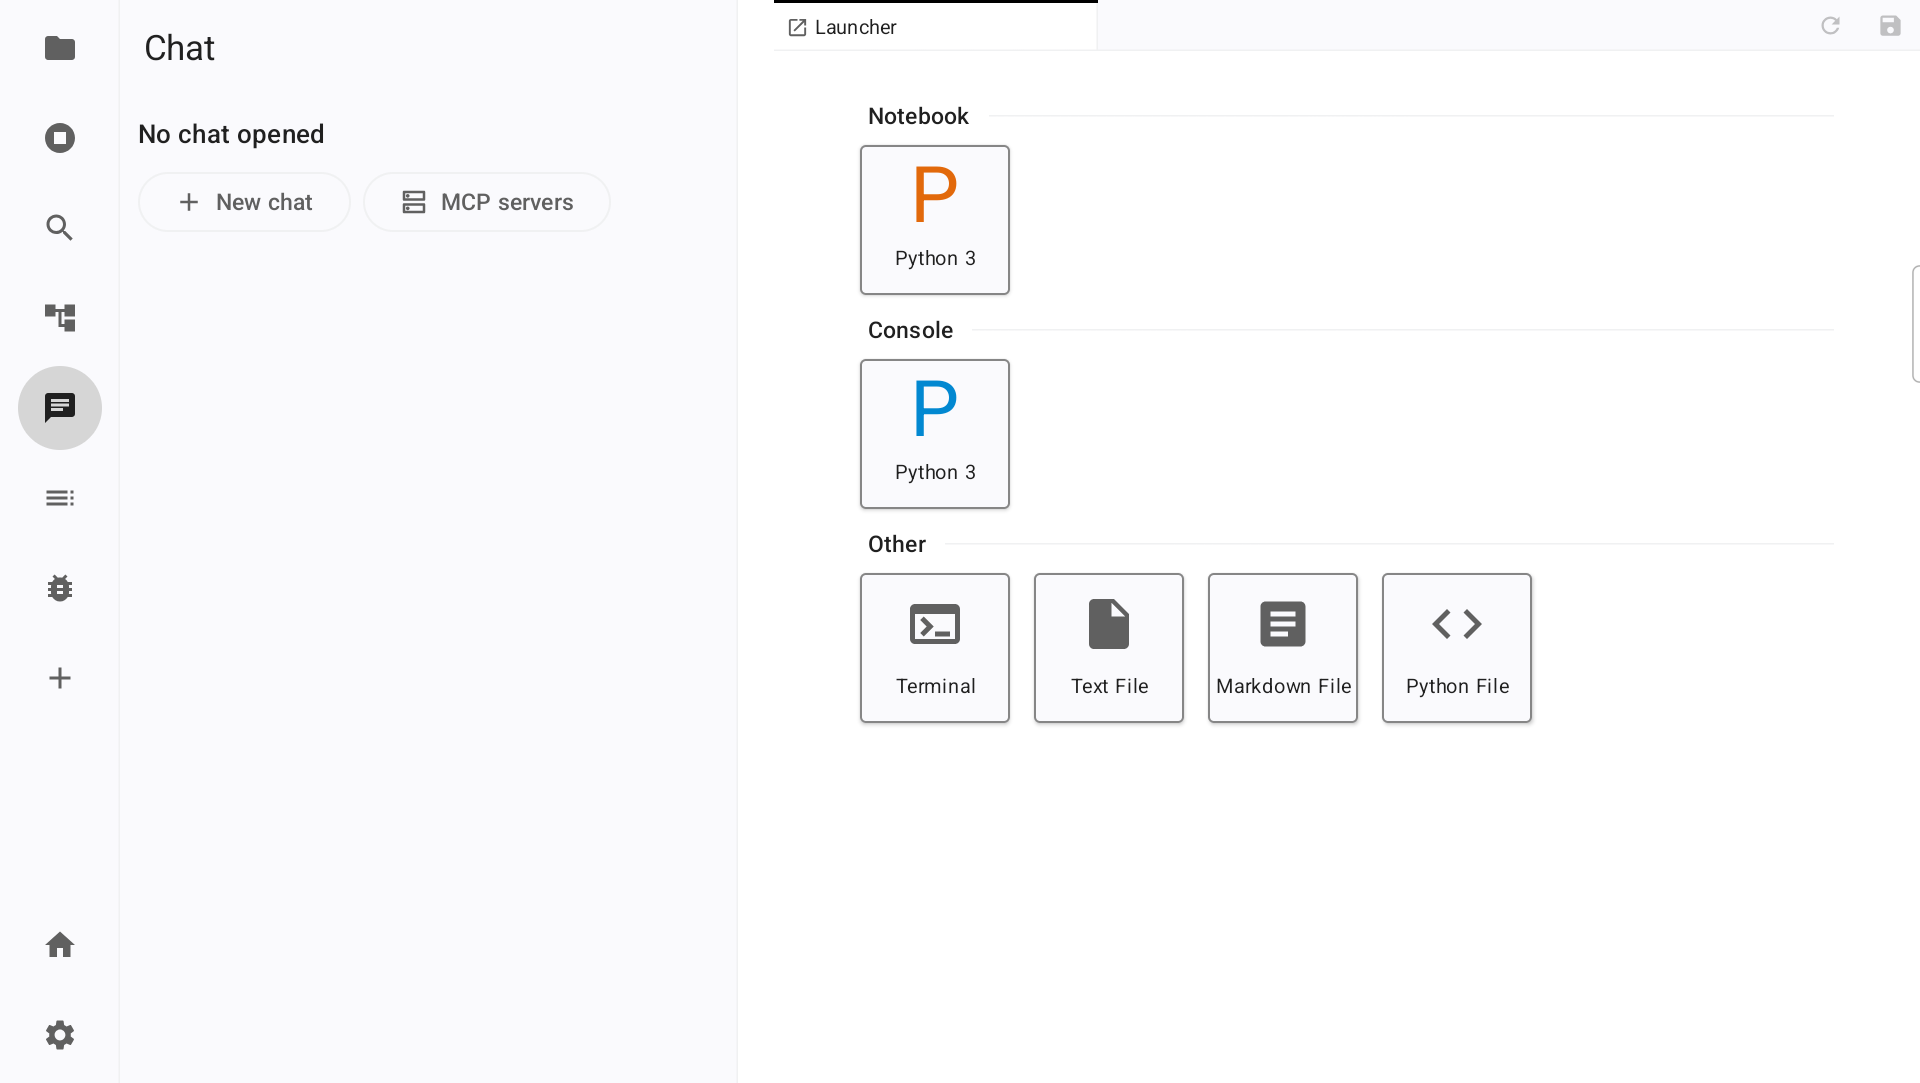 Chat
No chat opened
New chat
MCP servers
Launcher
Notebook
P
Python 3
Console
P
Python 3
Other
Terminal
Text File
Markdown File
Python File